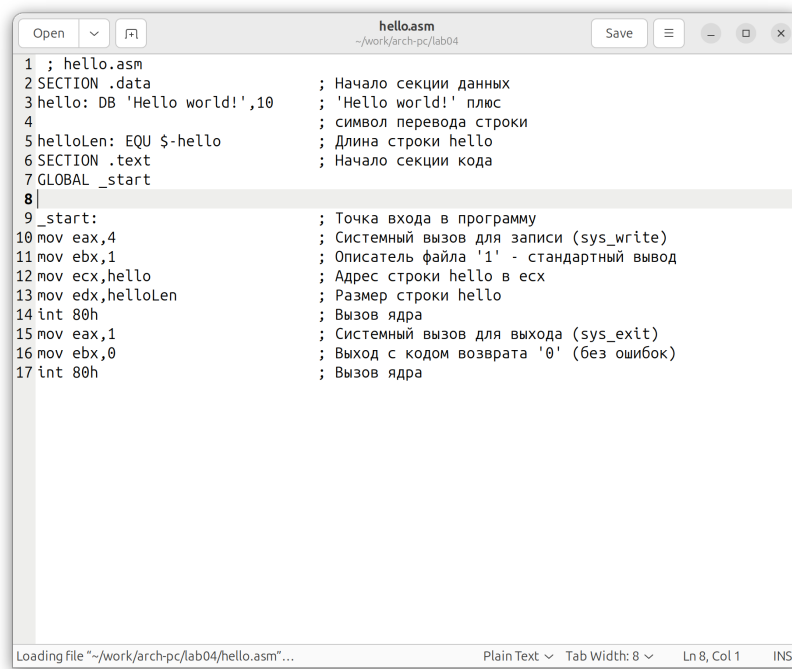 Open
hello.asm
~/work/arch-pc/lab04
Save
1 ; hello.asm
2 SECTION .data ; Начало секции данных
3 hello: DB 'Hello world!',10 ; 'Hello world!' плюс
4 ; символ перевода строки
5 helloLen: EQU $-hello ; Длина строки hello
6 SECTION .text ; Начало секции кода
7 GLOBAL _start
8
9 _start: ; Точка входа в программу
10 mov eax,4 ; Системный вызов для записи (sys_write)
11 mov ebx,1 ; Описатель файла '1' - стандартный вывод
12 mov ecx,hello ; Адрес строки hello в ecx
13 mov edx,helloLen ; Размер строки hello
14 int 80h ; Вызов ядра
15 mov eax,1 ; Системный вызов для выхода (sys_exit)
16 mov ebx,0 ; Выход с кодом возврата '0' (без ошибок)
17 int 80h ; Вызов ядра
Loading file “~/work/arch-pc/lab04/hello.asm”… Plain Text Tab Width: 8 Ln 8, Col 1 INS